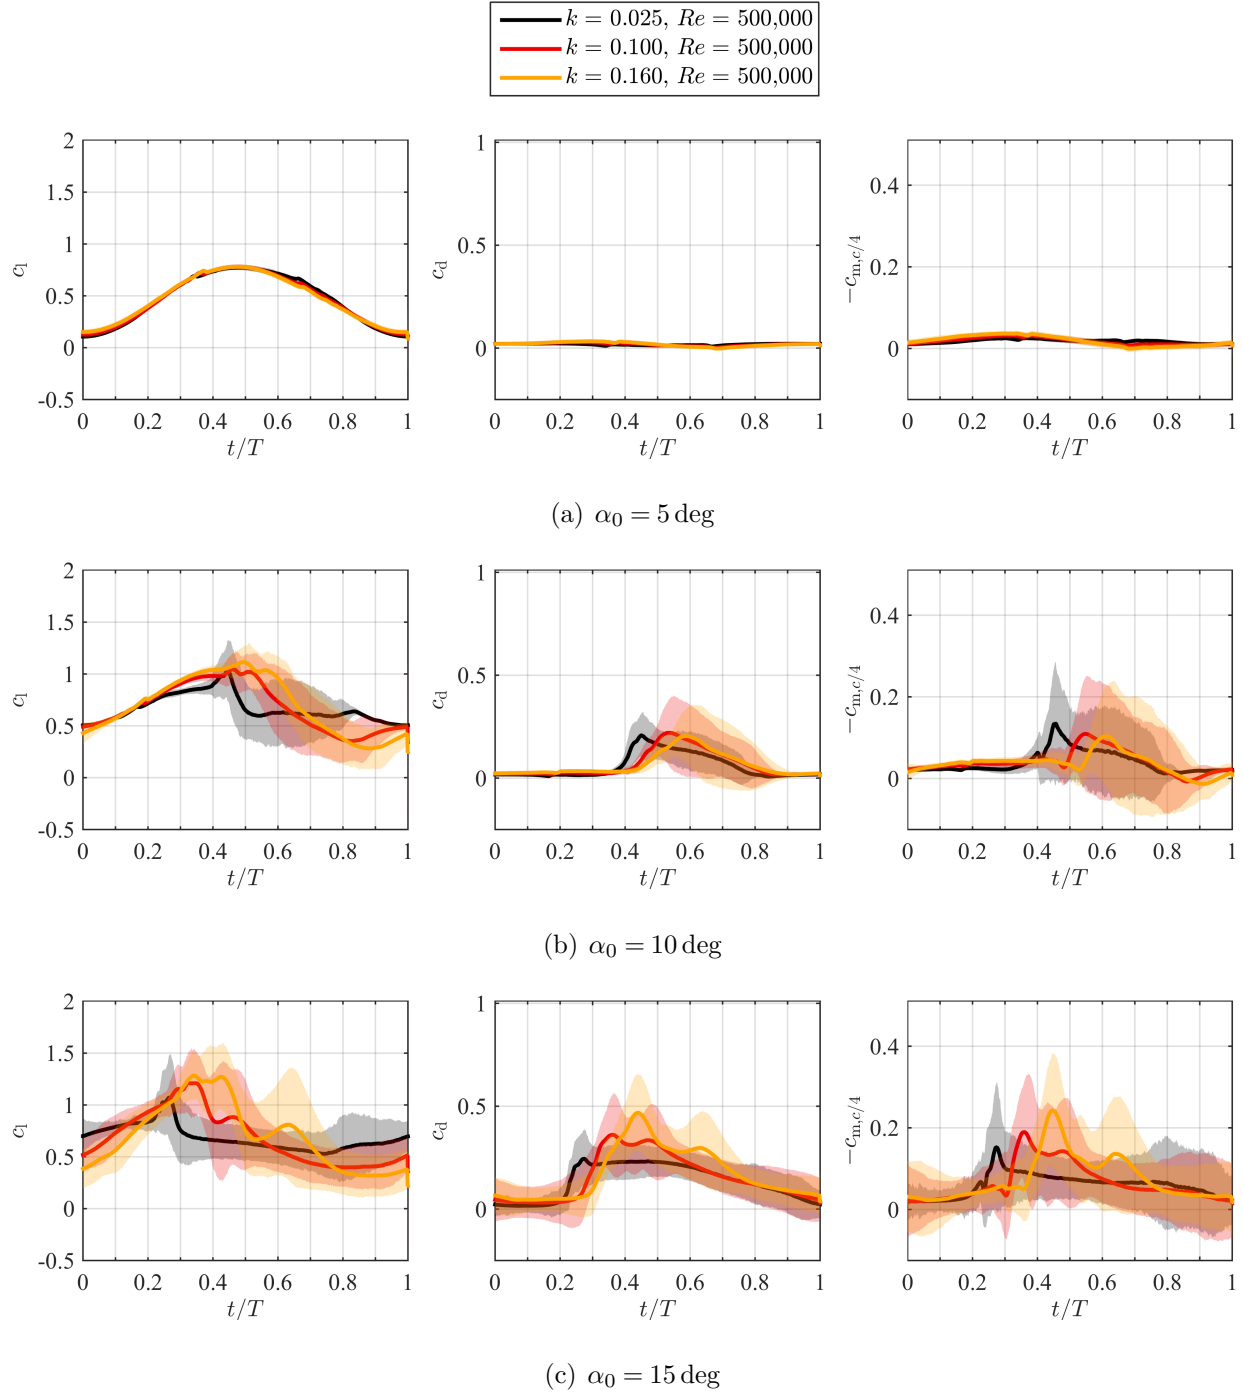 k = 0.025, Re = 500,000
k = 0.100, Re = 500,000
k = 0.160, Re = 500,000
2
1.5
1
0.5
0
-0.5
c_l
0 0.2 0.4 0.6 0.8 1
t/T
1
0.5
0
c_d
0 0.2 0.4 0.6 0.8 1
t/T
0.4
0.2
0
−c_{m,c/4}
0 0.2 0.4 0.6 0.8 1
t/T
(a) α_0 = 5 deg
2
1.5
1
0.5
0
-0.5
c_l
0 0.2 0.4 0.6 0.8 1
t/T
1
0.5
0
c_d
0 0.2 0.4 0.6 0.8 1
t/T
0.4
0.2
0
−c_{m,c/4}
0 0.2 0.4 0.6 0.8 1
t/T
(b) α_0 = 10 deg
2
1.5
1
0.5
0
-0.5
c_l
0 0.2 0.4 0.6 0.8 1
t/T
1
0.5
0
c_d
0 0.2 0.4 0.6 0.8 1
t/T
0.4
0.2
0
−c_{m,c/4}
0 0.2 0.4 0.6 0.8 1
t/T
(c) α_0 = 15 deg